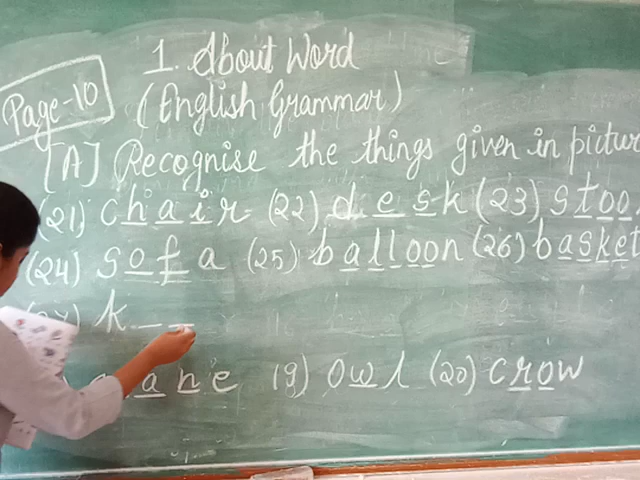 1. About Word
Page-10
(English Grammar)
[A] Recognise the things given in pictur
(21) chair (22) desk (23) stoo
(24) sofa (25) balloon (26) basket
k _ _
ane (19) owl (20) crow